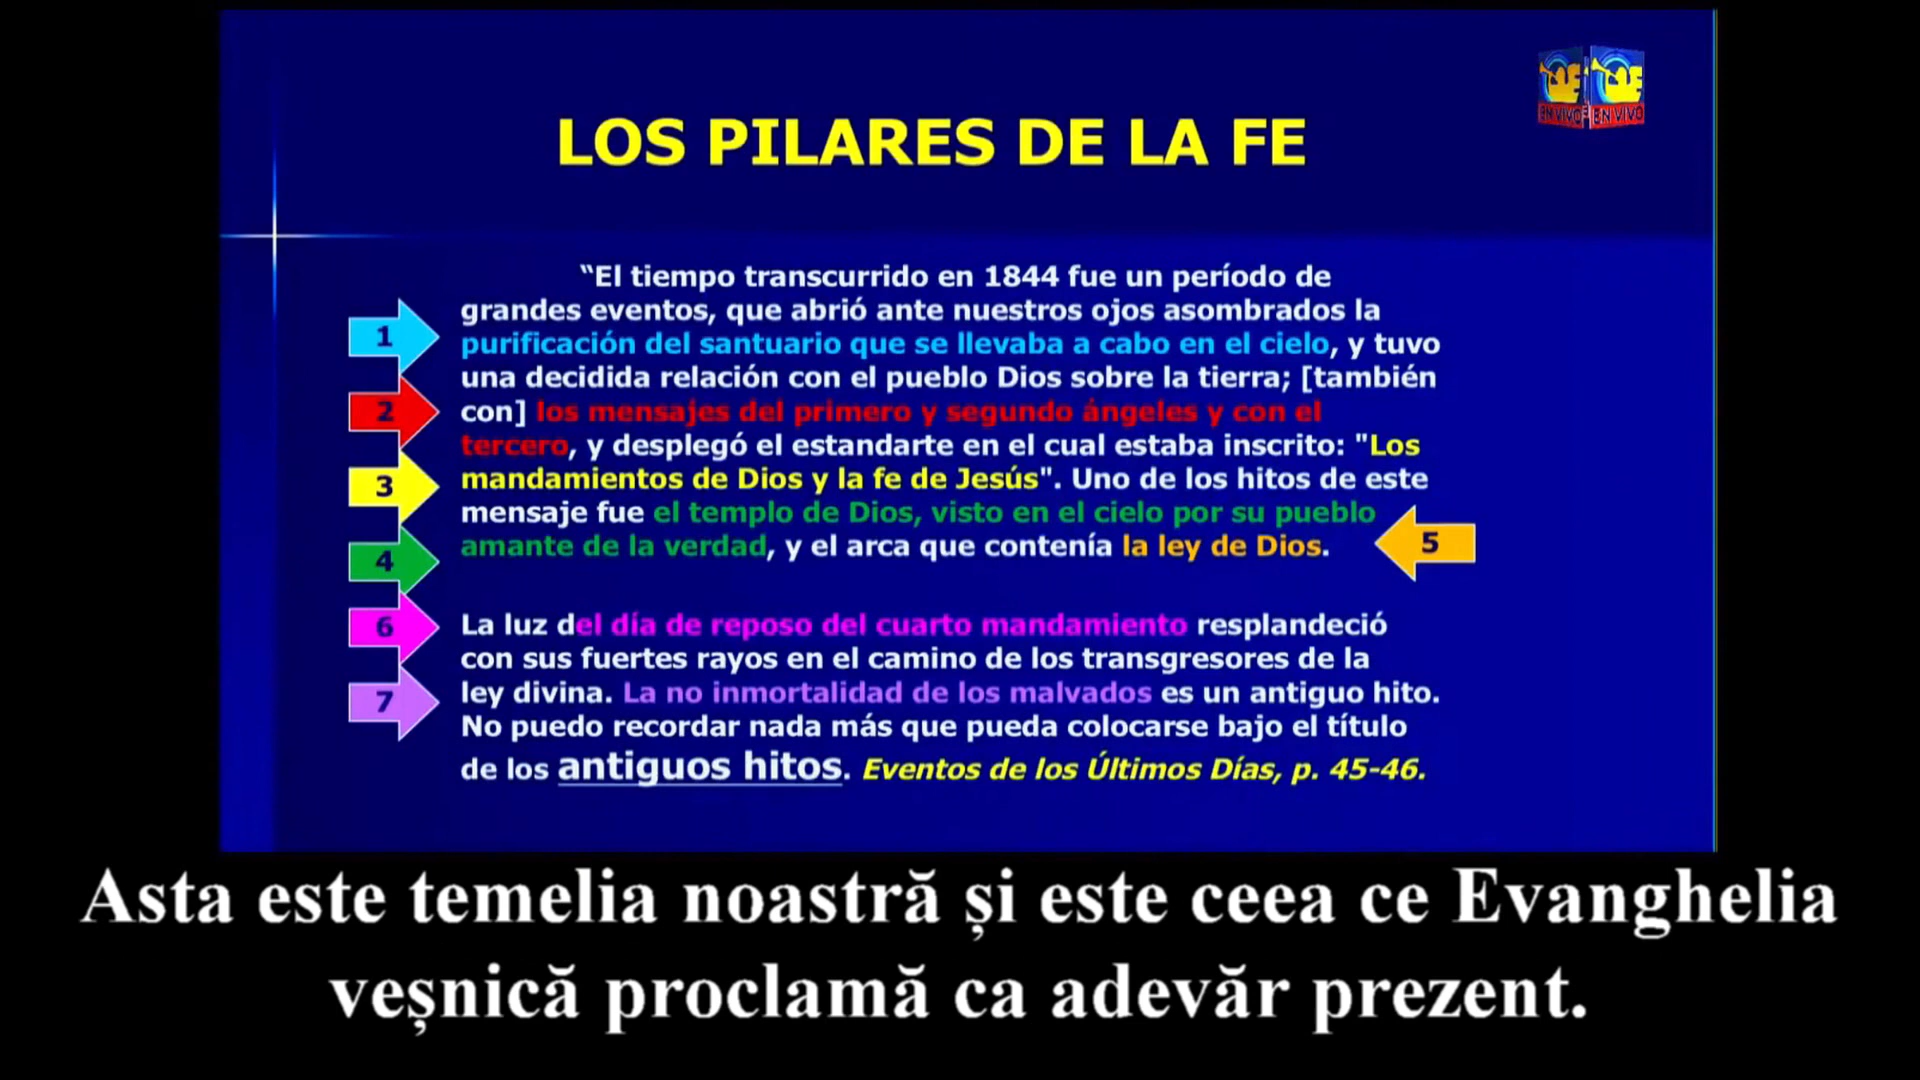 LOS PILARES DE LA FE
EN VIVO EN VIVO
“El tiempo transcurrido en 1844 fue un período de
1 grandes eventos, que abrió ante nuestros ojos asombrados la
purificación del santuario que se llevaba a cabo en el cielo, y tuvo
una decidida relación con el pueblo Dios sobre la tierra; [también
2 con] los mensajes del primero y segundo ángeles y con el
tercero, y desplegó el estandarte en el cual estaba inscrito: "Los
3 mandamientos de Dios y la fe de Jesús". Uno de los hitos de este
mensaje fue el templo de Dios, visto en el cielo por su pueblo
4 amante de la verdad, y el arca que contenía la ley de Dios. 5
6 La luz del día de reposo del cuarto mandamiento resplandeció
con sus fuertes rayos en el camino de los transgresores de la
7 ley divina. La no inmortalidad de los malvados es un antiguo hito.
No puedo recordar nada más que pueda colocarse bajo el título
de los antiguos hitos. Eventos de los Últimos Días, p. 45-46.
Asta este temelia noastră și este ceea ce Evanghelia
veșnică proclamă ca adevăr prezent.